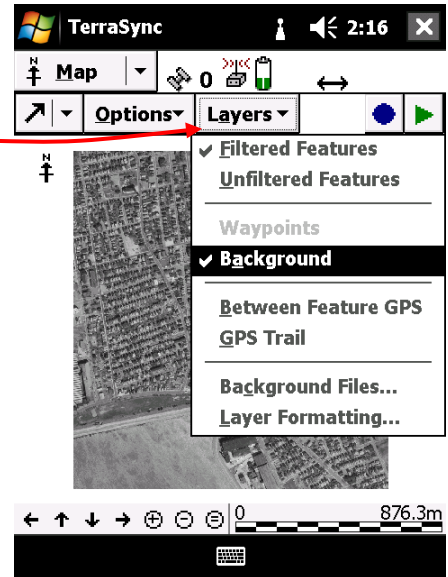 TerraSync 2:16
N Map 0
Options Layers
Filtered Features
N
Unfiltered Features
Waypoints
Background
Between Feature GPS
GPS Trail
Background Files...
Layer Formatting...
0 876.3m